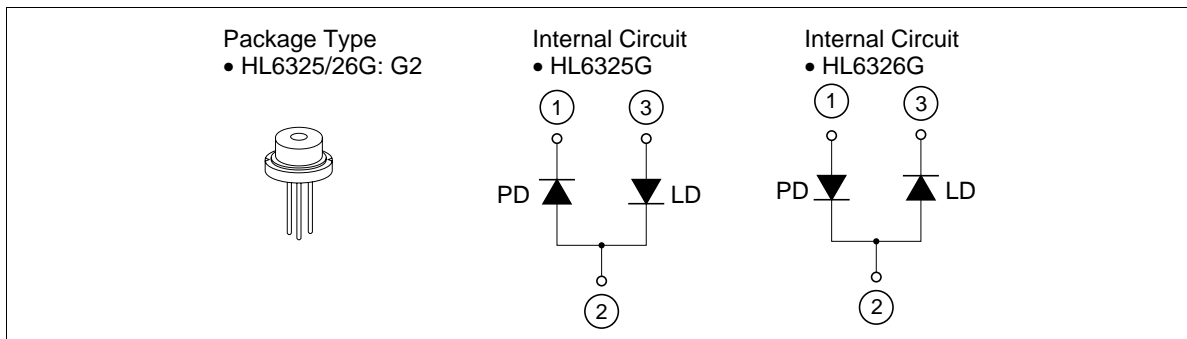 Package Type
• HL6325/26G: G2
Internal Circuit
• HL6325G
1
3
PD
LD
2
Internal Circuit
• HL6326G
1
3
PD
LD
2